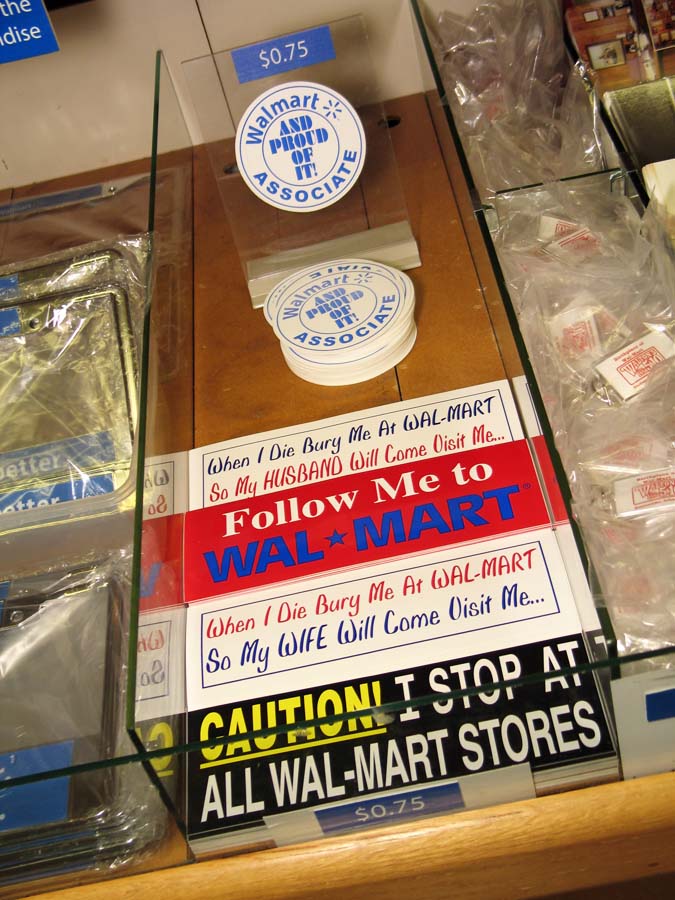 the
dise
$0.75
Walmart
AND
PROUD
OF
IT!
ASSOCIATE
Walmart
AND
PROUD
OF
IT!
ASSOCIATE
When I Die Bury Me At WAL-MART
So My HUSBAND Will Come Visit Me...
Follow Me to
WAL★MART®
When I Die Bury Me At WAL-MART
So My WIFE Will Come Visit Me...
CAUTION! I STOP AT
ALL WAL-MART STORES
$0.75
etter
etter